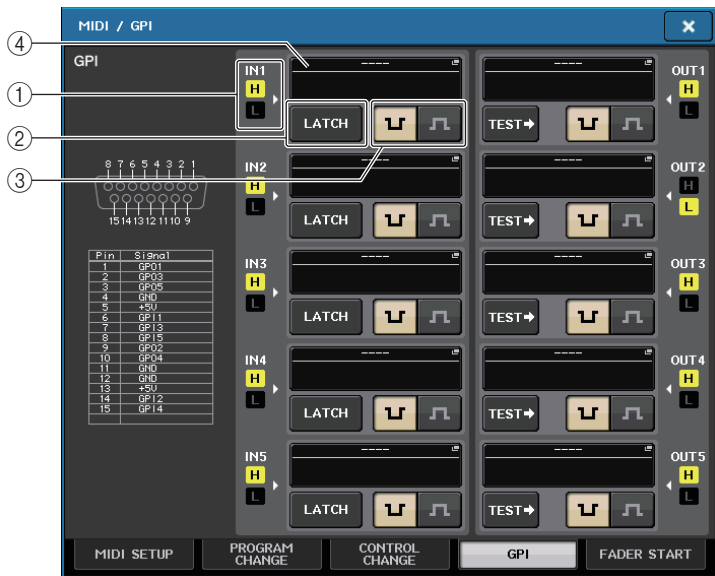 MIDI / GPI
GPI
4
1
2
3
IN1
H
L
----
LATCH
----
TEST
OUT1
H
L
8 7 6 5 4 3 2 1
15 14 13 12 11 10 9
IN2
H
L
----
LATCH
----
TEST
OUT2
H
L
Pin Signal
1 GPO1
2 GPO3
3 GPO5
4 GND
5 +5V
6 GPI1
7 GPI3
8 GPI5
9 GPO2
10 GPO4
11 GND
12 GND
13 +5V
14 GPI2
15 GPI4
IN3
H
L
----
LATCH
----
TEST
OUT3
H
L
IN4
H
L
----
LATCH
----
TEST
OUT4
H
L
IN5
H
L
----
LATCH
----
TEST
OUT5
H
L
MIDI SETUP
PROGRAM
CHANGE
CONTROL
CHANGE
GPI
FADER START